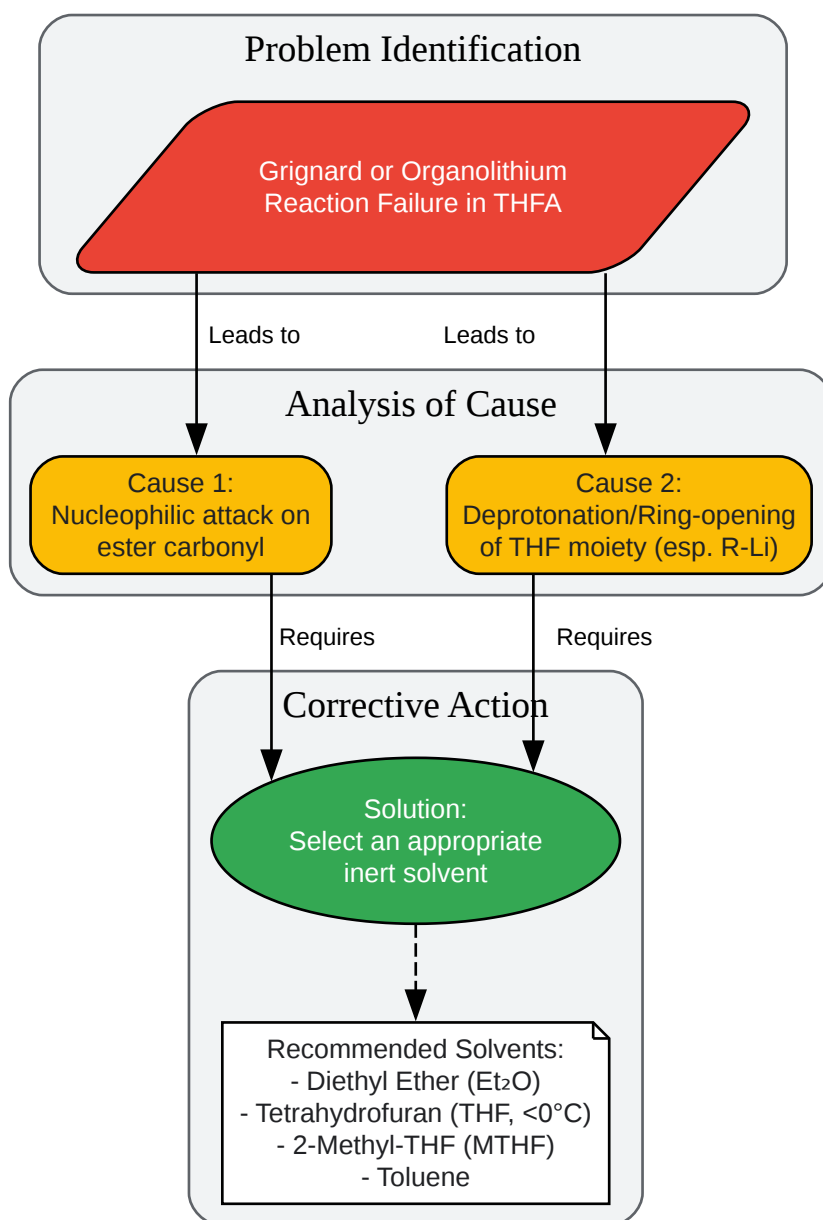 Problem Identification
Grignard or Organolithium
Reaction Failure in THFA
Leads to
Leads to
Analysis of Cause
Cause 1:
Nucleophilic attack on
ester carbonyl
Cause 2:
Deprotonation/Ring-opening
of THF moiety (esp. R-Li)
Requires
Requires
Corrective Action
Solution:
Select an appropriate
inert solvent
Recommended Solvents:
- Diethyl Ether (Et₂O)
- Tetrahydrofuran (THF, <0°C)
- 2-Methyl-THF (MTHF)
- Toluene